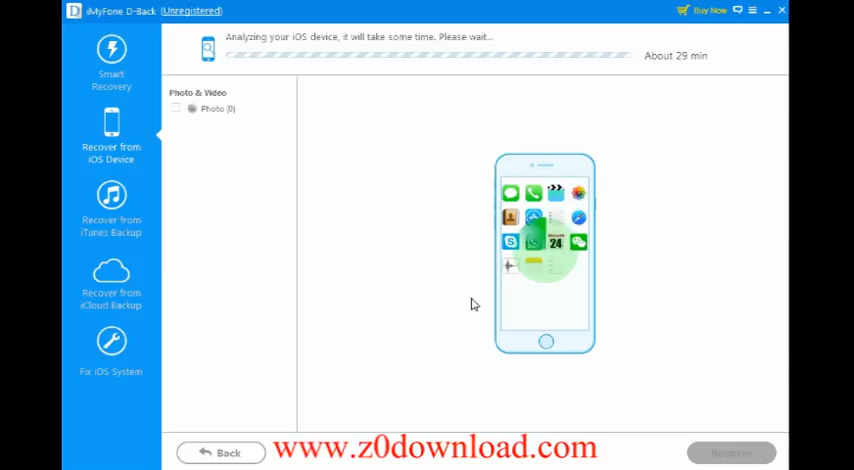 iMyFone D-Back (Unregistered)
Buy Now
Analyzing your iOS device, it will take some time. Please wait...
About 29 min
Smart
Recovery
Recover from
iOS Device
Recover from
iTunes Backup
Recover from
iCloud Backup
Fix iOS System
Photo & Video
Photo (0)
24
Back
www.z0download.com
Recover